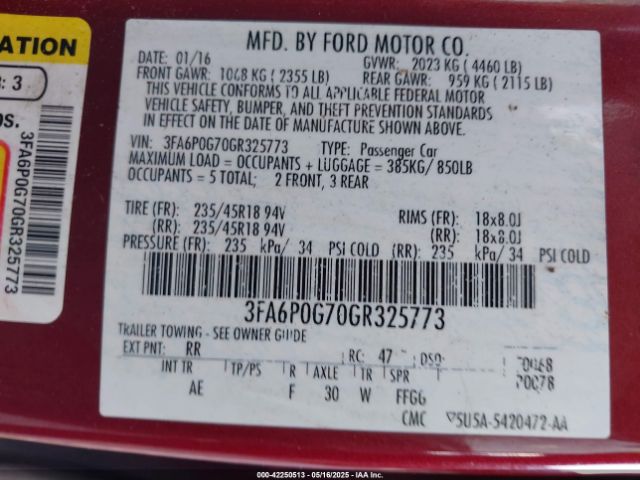 ATION
: 3
os.
3FA6P0G70GR325773
MFD. BY FORD MOTOR CO.
DATE: 01/16
GVWR: 2023 KG ( 4460 LB)
FRONT GAWR: 1068 KG ( 2355 LB)
REAR GAWR: 959 KG ( 2115 LB)
THIS VEHICLE CONFORMS TO ALL APPLICABLE FEDERAL MOTOR
VEHICLE SAFETY, BUMPER, AND THEFT PREVENTION STANDARDS
IN EFFECT ON THE DATE OF MANUFACTURE SHOWN ABOVE.
VIN: 3FA6P0G70GR325773 TYPE: Passenger Car
MAXIMUM LOAD = OCCUPANTS + LUGGAGE = 385KG/ 850LB
OCCUPANTS = 5 TOTAL; 2 FRONT, 3 REAR
TIRE (FR): 235/45R18 94V RIMS (FR): 18x8.0J
(RR): 235/45R18 94V (RR): 18x8.0J
PRESSURE (FR): 235 kPa/ 34 PSI COLD (RR): 235 kPa/ 34 PSI COLD
3FA6P0G70GR325773
TRAILER TOWING - SEE OWNER GUIDE
EXT PNT: RR RC: 47 DSO:
INT TR TP/PS R AXLE TR SPR
AE F 30 W FFGG
CMC 5U5A-5420472-AA
000-42250513 - 05/16/2025 - IAA Inc.